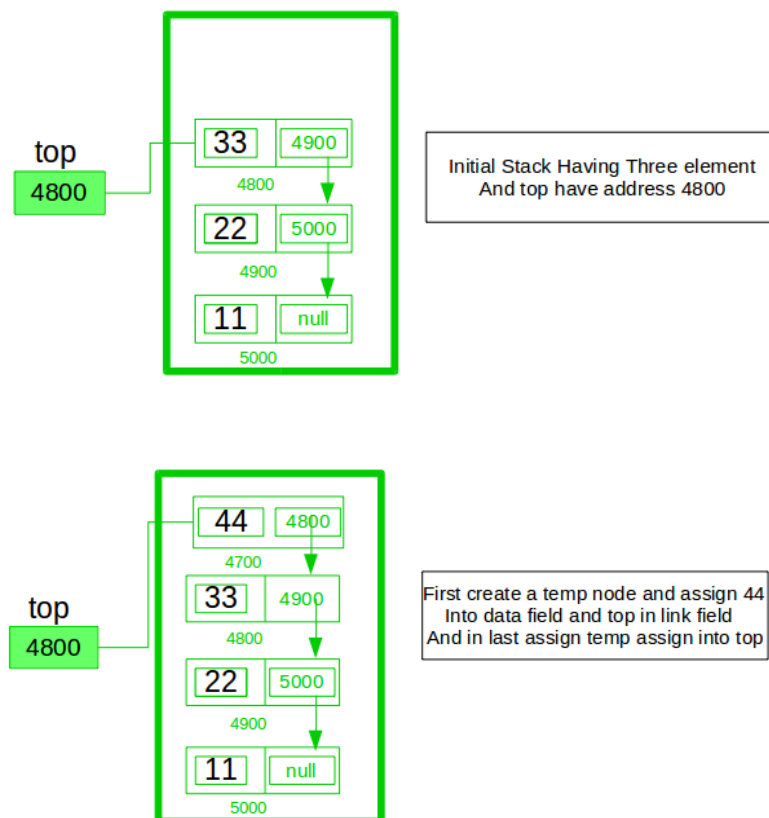 top
4800
33 4900
4800
22 5000
4900
11 null
5000
Initial Stack Having Three element
And top have address 4800
top
4800
44 4800
4700
33 4900
4800
22 5000
4900
11 null
5000
First create a temp node and assign 44
Into data field and top in link field
And in last assign temp assign into top